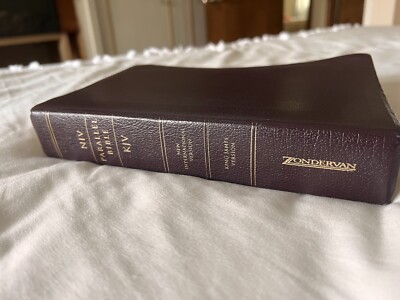 NIV
PARALLEL
BIBLE
KJV
NEW
INTERNATIONAL
VERSION
KING JAMES
VERSION
ZONDERVAN